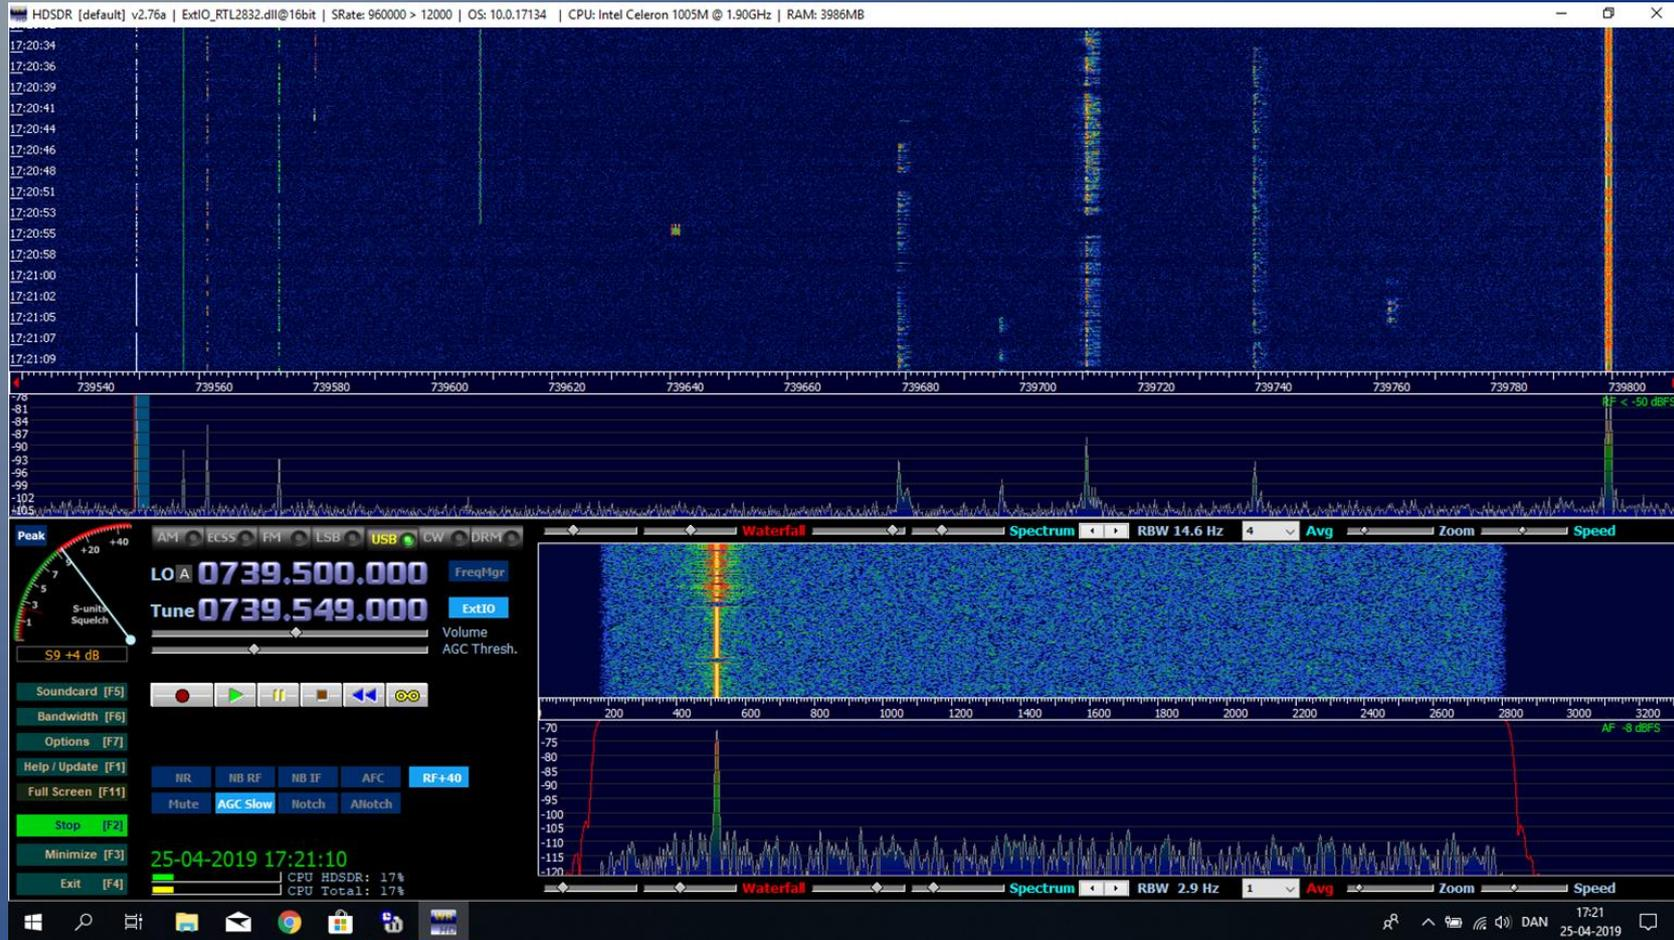 HDSDR [default] v2.76a | ExtIO_RTL2832.dll@16bit | SRate: 960000 > 12000 | OS: 10.0.17134 | CPU: Intel Celeron 1005M @ 1.90GHz | RAM: 3986MB
17:20:34
17:20:36
17:20:39
17:20:41
17:20:44
17:20:46
17:20:48
17:20:51
17:20:53
17:20:55
17:20:58
17:21:00
17:21:02
17:21:05
17:21:07
17:21:09
739540 739560 739580 739600 739620 739640 739660 739680 739700 739720 739740 739760 739780 739800
RF < -50 dBFS
-78
-81
-84
-87
-90
-93
-96
-99
-102
-105
Peak
+20 +40
1 3 5 7 9
S-units
Squelch
S9 +4 dB
AM ECSS FM LSB USB CW DRM
LO A 0739.500.000 FreqMgr
Tune 0739.549.000 ExtIO
Volume
AGC Thresh.
Soundcard [F5]
Bandwidth [F6]
Options [F7]
Help / Update [F1]
Full Screen [F11]
Stop [F2]
Minimize [F3]
Exit [F4]
NR NB RF NB IF AFC RF+40
Mute AGC Slow Notch ANotch
25-04-2019 17:21:10
CPU HDSDR: 17%
CPU Total: 17%
Waterfall Spectrum RBW 14.6 Hz 4 Avg Zoom Speed
0 200 400 600 800 1000 1200 1400 1600 1800 2000 2200 2400 2600 2800 3000 3200
AF -8 dBFS
-70
-75
-80
-85
-90
-95
-100
-105
-110
-115
-120
Waterfall Spectrum RBW 2.9 Hz 1 Avg Zoom Speed
DAN
17:21
25-04-2019